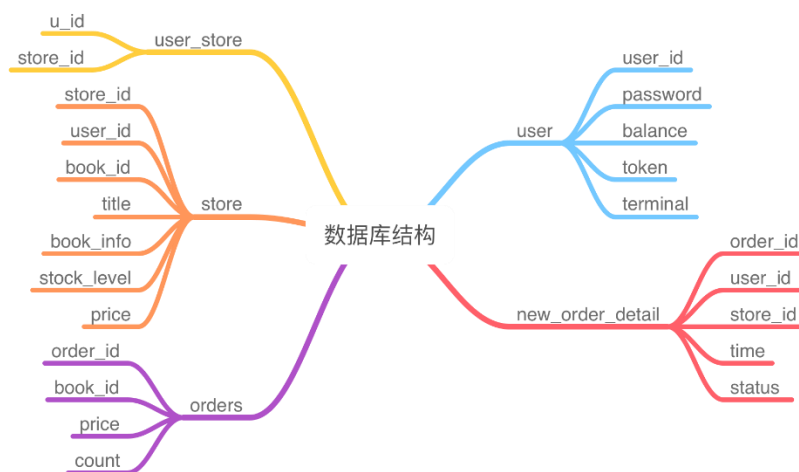 u_id
store_id
user_store
store_id
user_id
book_id
title
book_info
stock_level
price
store
order_id
book_id
price
count
orders
数据库结构
user
user_id
password
balance
token
terminal
new_order_detail
order_id
user_id
store_id
time
status